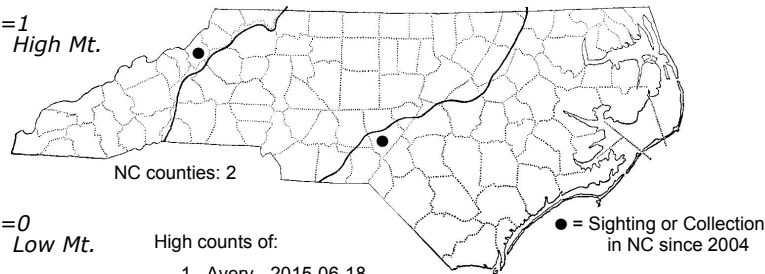 =1
High Mt.
NC counties: 2
=0
Low Mt.
High counts of:
● = Sighting or Collection
in NC since 2004
1 Avery 2015-06-18